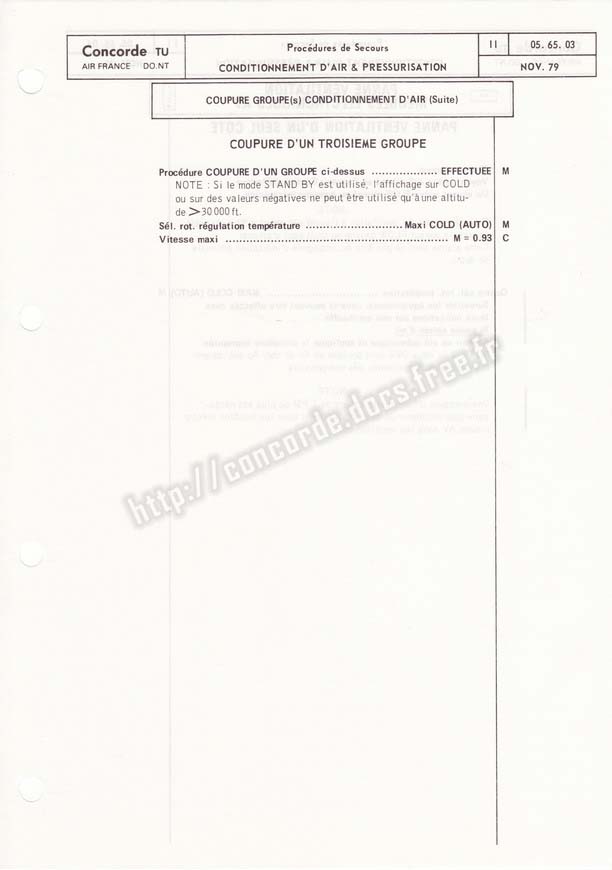 Concorde TU
AIR FRANCE DO.NT
Procédures de Secours
CONDITIONNEMENT D'AIR & PRESSURISATION
II
05. 65. 03
NOV. 79
COUPURE GROUPE(s) CONDITIONNEMENT D'AIR (Suite)
COUPURE D'UN TROISIEME GROUPE
Procédure COUPURE D'UN GROUPE ci-dessus ................... EFFECTUEE M
NOTE : Si le mode STAND BY est utilisé, l'affichage sur COLD
ou sur des valeurs négatives ne peut être utilisé qu'à une altitu-
de > 30 000 ft.
Sél. rot. régulation température ............................ Maxi COLD (AUTO) M
Vitesse maxi ................................................................ M = 0.93 C
http://concorde.docs.free.fr